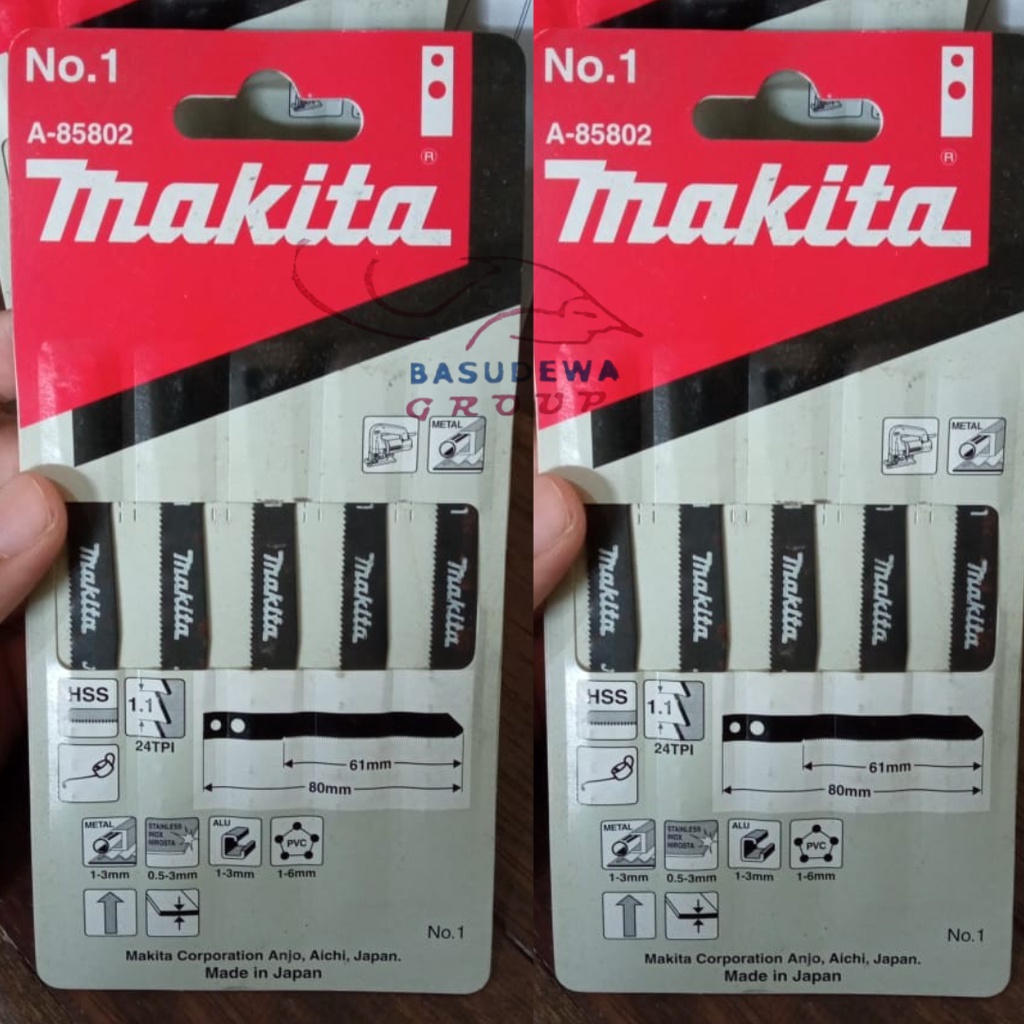 No.1
A-85802
makita®
METAL
makita
makita
makita
makita
makita
HSS
1.1
24TPI
61mm
80mm
METAL
1-3mm
STAINLESS
INOX
NIROSTA
0.5-3mm
ALU
1-3mm
PVC
1-6mm
No.1
Makita Corporation Anjo, Aichi, Japan.
Made in Japan
BASUDEWA
GROUP
No.1
A-85802
makita®
METAL
makita
makita
makita
makita
makita
HSS
1.1
24TPI
61mm
80mm
METAL
1-3mm
STAINLESS
INOX
NIROSTA
0.5-3mm
ALU
1-3mm
PVC
1-6mm
No.1
Makita Corporation Anjo, Aichi, Japan.
Made in Japan